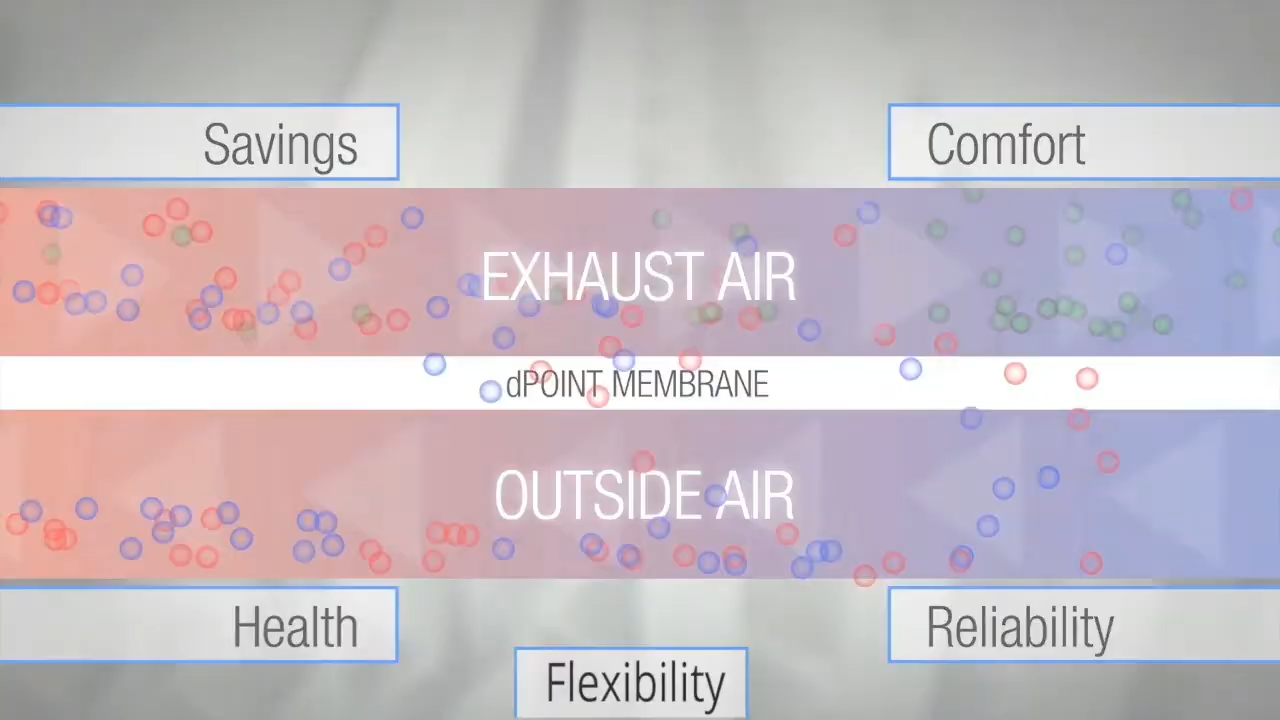 Savings
Comfort
EXHAUST AIR
dPOINT MEMBRANE
OUTSIDE AIR
Health
Reliability
Flexibility